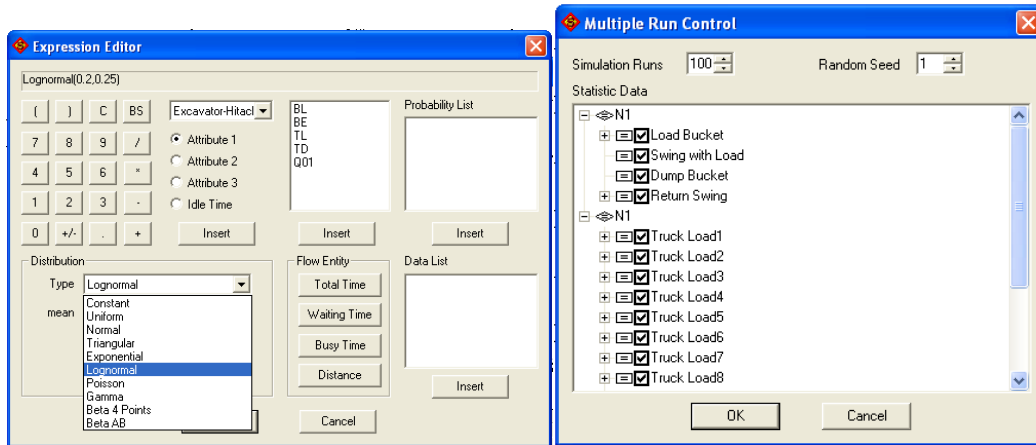 Expression Editor
Lognormal(0.2,0.25)
( ) C BS
7 8 9 /
4 5 6 *
1 2 3 -
0 +/- . +
Attribute 1
Attribute 2
Attribute 3
Idle Time
Insert
BL
BE
TL
TD
Q01
Insert
Probability List
Insert
Distribution
Type Lognormal
mean
Constant
Uniform
Normal
Triangular
Exponential
Lognormal
Poisson
Gamma
Beta 4 Points
Beta AB
Flow Entity
Total Time
Waiting Time
Busy Time
Distance
Data List
Insert
Cancel
Multiple Run Control
Simulation Runs 100
Random Seed 1
Statistic Data
N1
Load Bucket
Swing with Load
Dump Bucket
Return Swing
N1
Truck Load1
Truck Load2
Truck Load3
Truck Load4
Truck Load5
Truck Load6
Truck Load7
Truck Load8
OK
Cancel